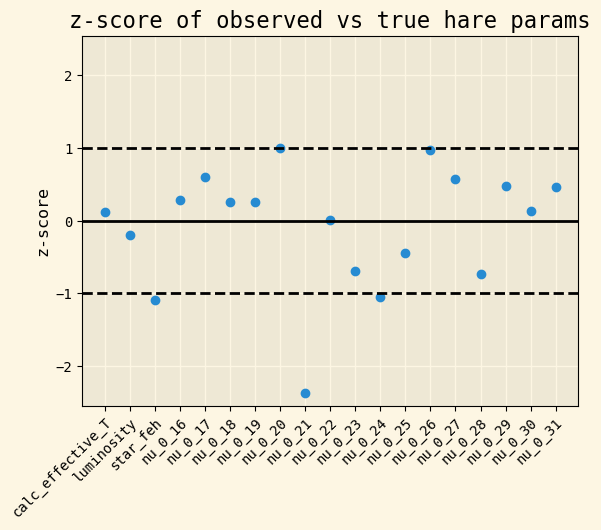 z-score of observed vs true hare params
z-score
2
1
0
−1
−2
calc_effective_T
luminosity
star_feh
nu_0_16
nu_0_17
nu_0_18
nu_0_19
nu_0_20
nu_0_21
nu_0_22
nu_0_23
nu_0_24
nu_0_25
nu_0_26
nu_0_27
nu_0_28
nu_0_29
nu_0_30
nu_0_31